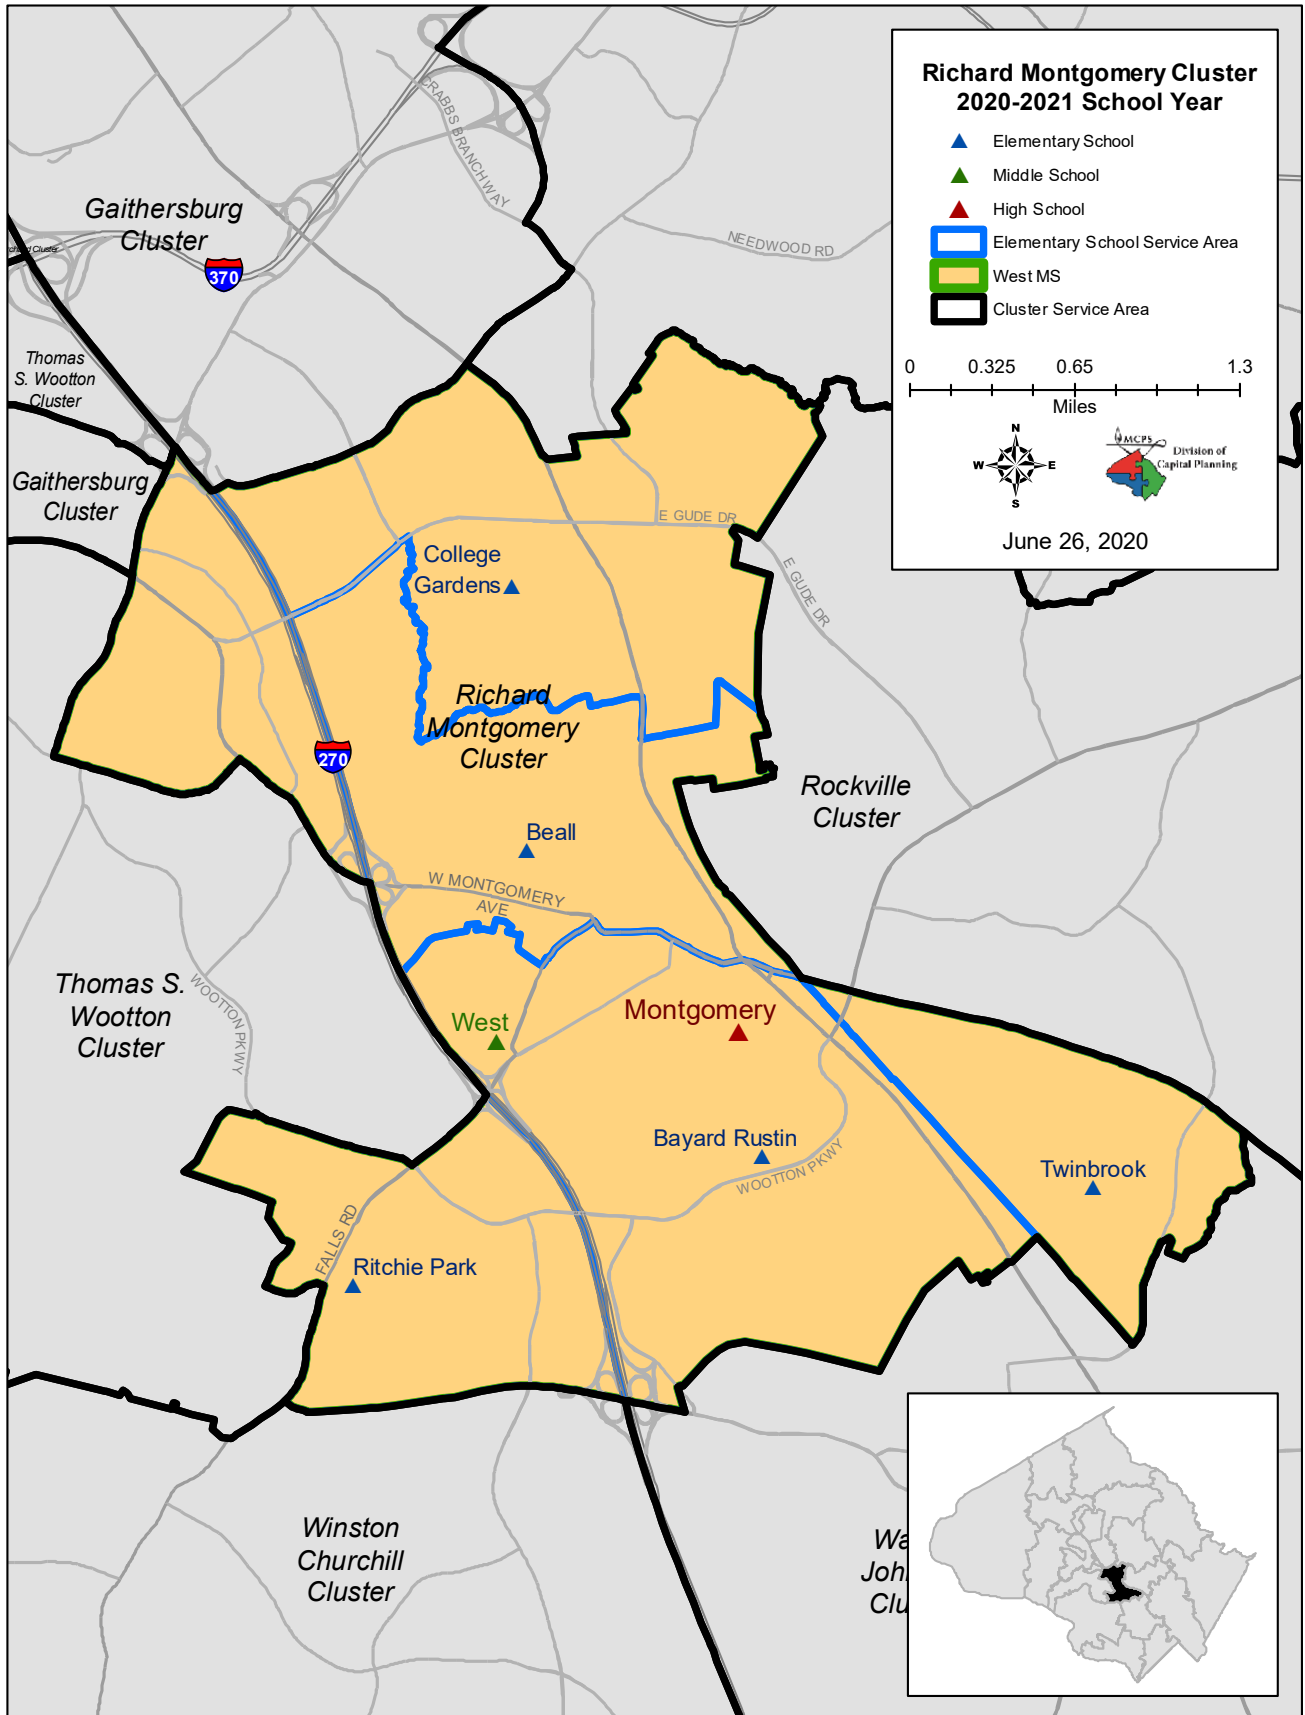 Richard Montgomery Cluster
2020-2021 School Year
Elementary School
Middle School
High School
Elementary School Service Area
West MS
Cluster Service Area
0 0.325 0.65 1.3
Miles
N
W E
S
MCPS
Division of
Capital Planning
June 26, 2020
CRABBS BRANCH WAY
Gaithersburg
Cluster
Cluster
370
NEEDWOOD RD
Thomas
S. Wootton
Cluster
Gaithersburg
Cluster
E GUDE DR
E GUDE DR
College
Gardens
Richard
Montgomery
Cluster
270
Rockville
Cluster
Beall
W MONTGOMERY
AVE
Thomas S.
Wootton
Cluster
WOOTTON PKWY
West
Montgomery
Bayard Rustin
WOOTTON PKWY
Twinbrook
FALLS RD
Ritchie Park
Winston
Churchill
Cluster
Wa
Joh
Clu